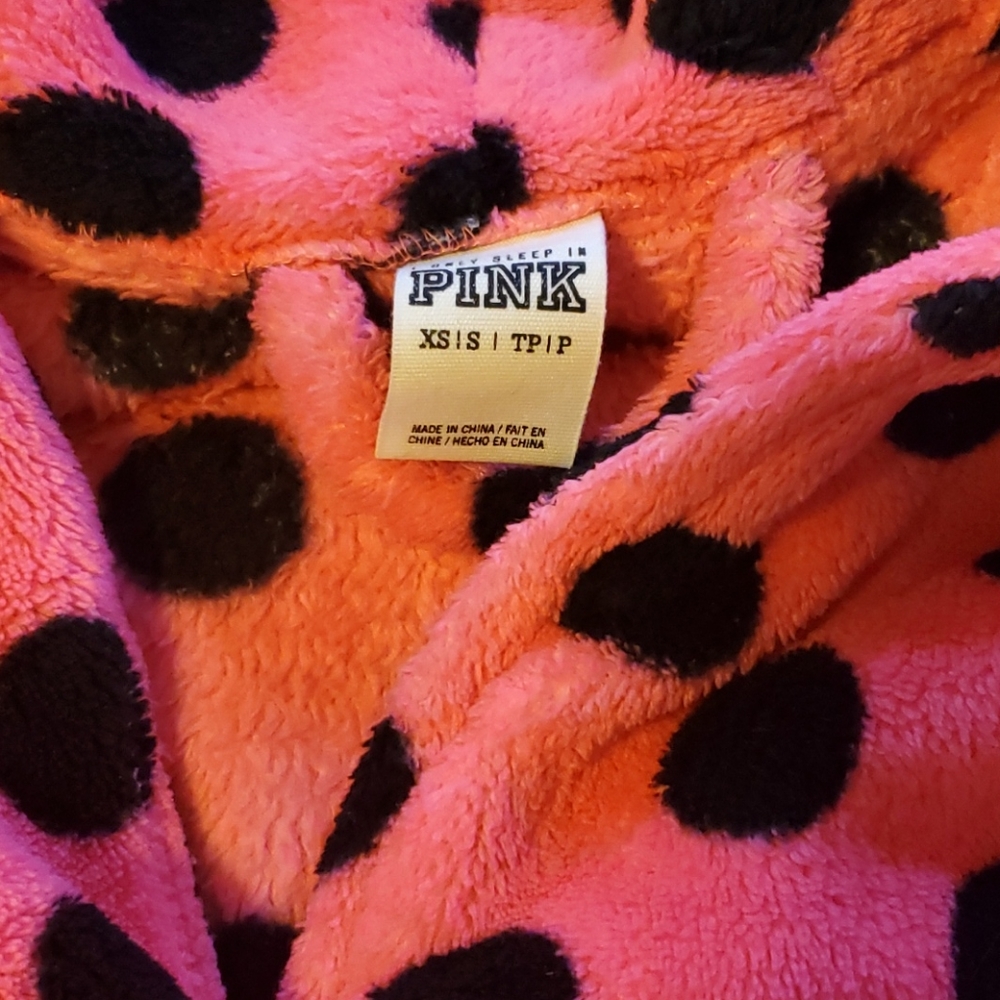 I ONLY SLEEP IN
PINK
XS|S | TP|P
MADE IN CHINA / FAIT EN
CHINE / HECHO EN CHINA